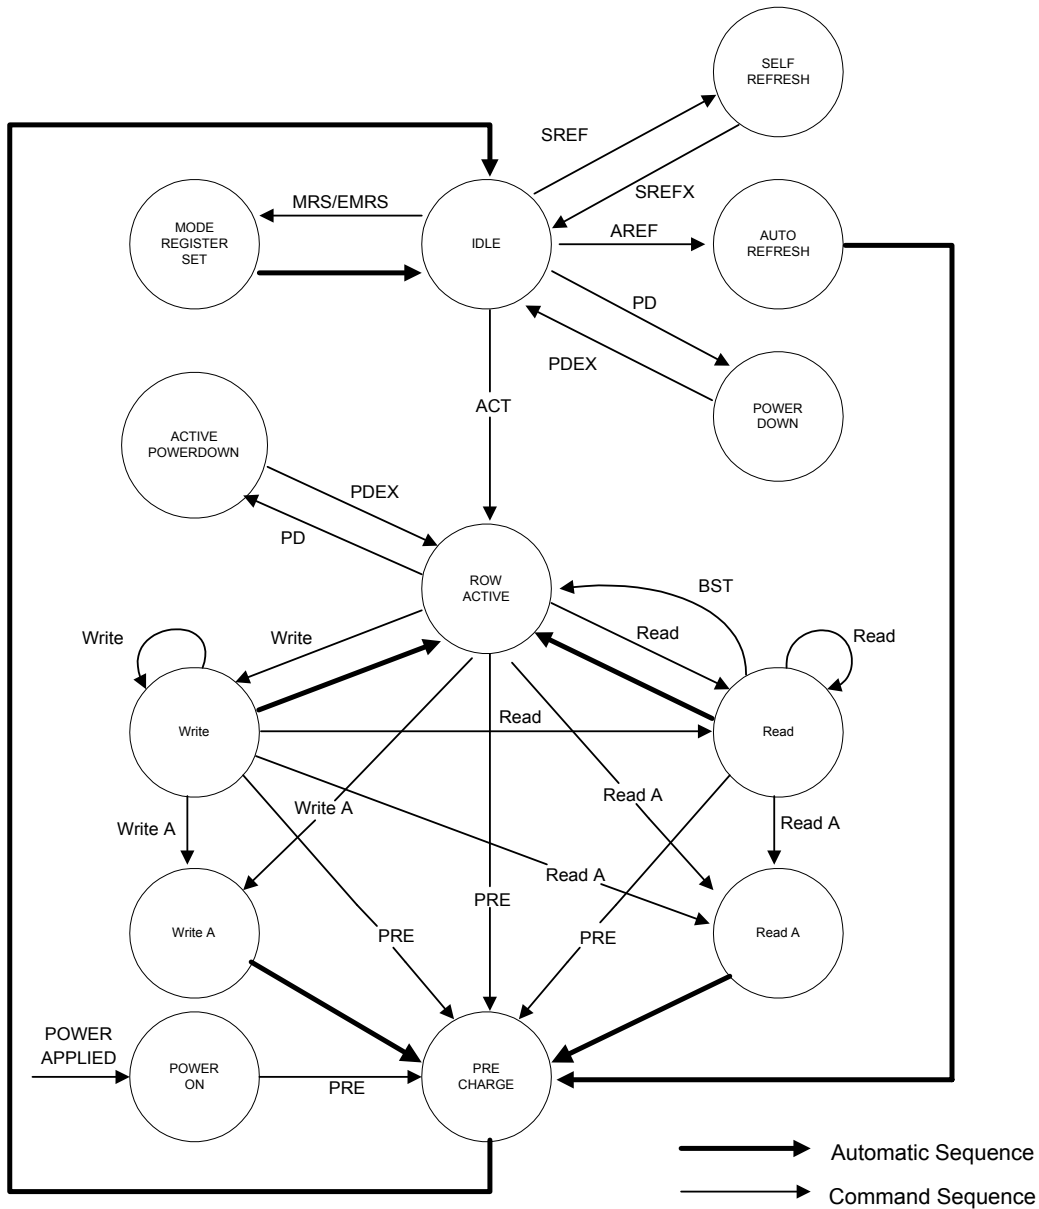 SELF
REFRESH
SREF
SREFX
MRS/EMRS
MODE
REGISTER
SET
IDLE
AREF
AUTO
REFRESH
PD
PDEX
POWER
DOWN
ACT
ACTIVE
POWERDOWN
PDEX
PD
ROW
ACTIVE
BST
Write
Write
Read
Read
Write
Read
Read
Write A
Write A
Read A
Read A
Read A
PRE
PRE
PRE
Write A
Read A
POWER
APPLIED
POWER
ON
PRE
PRE
CHARGE
Automatic Sequence
Command Sequence